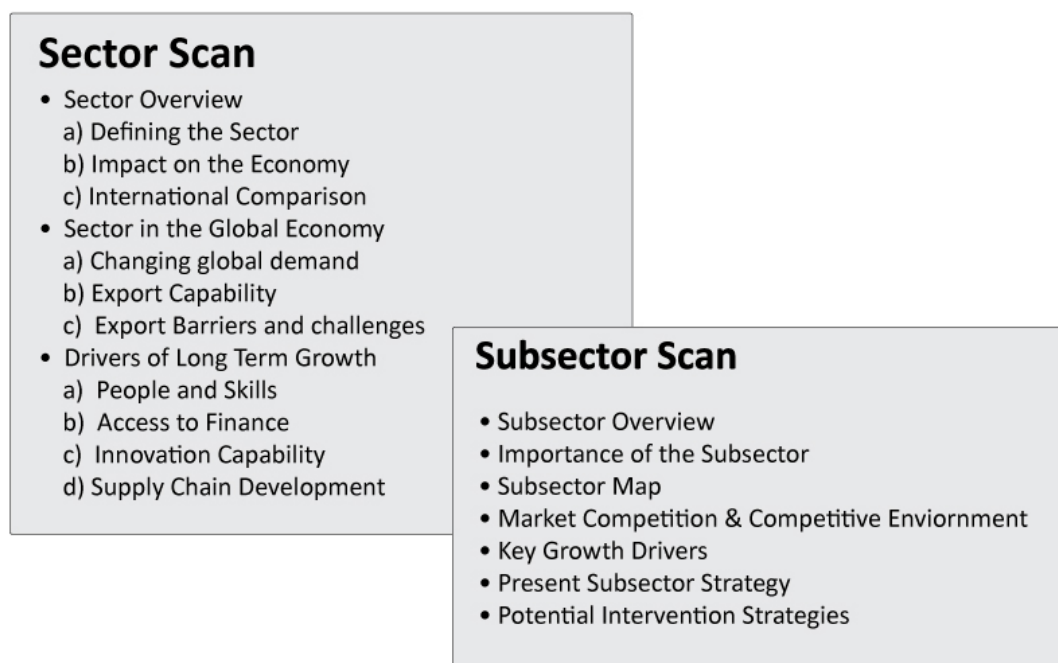 Sector Scan
• Sector Overview
a) Defining the Sector
b) Impact on the Economy
c) International Comparison
• Sector in the Global Economy
a) Changing global demand
b) Export Capability
c) Export Barriers and challenges
• Drivers of Long Term Growth
a) People and Skills
b) Access to Finance
c) Innovation Capability
d) Supply Chain Development
Subsector Scan
• Subsector Overview
• Importance of the Subsector
• Subsector Map
• Market Competition & Competitive Enviornment
• Key Growth Drivers
• Present Subsector Strategy
• Potential Intervention Strategies